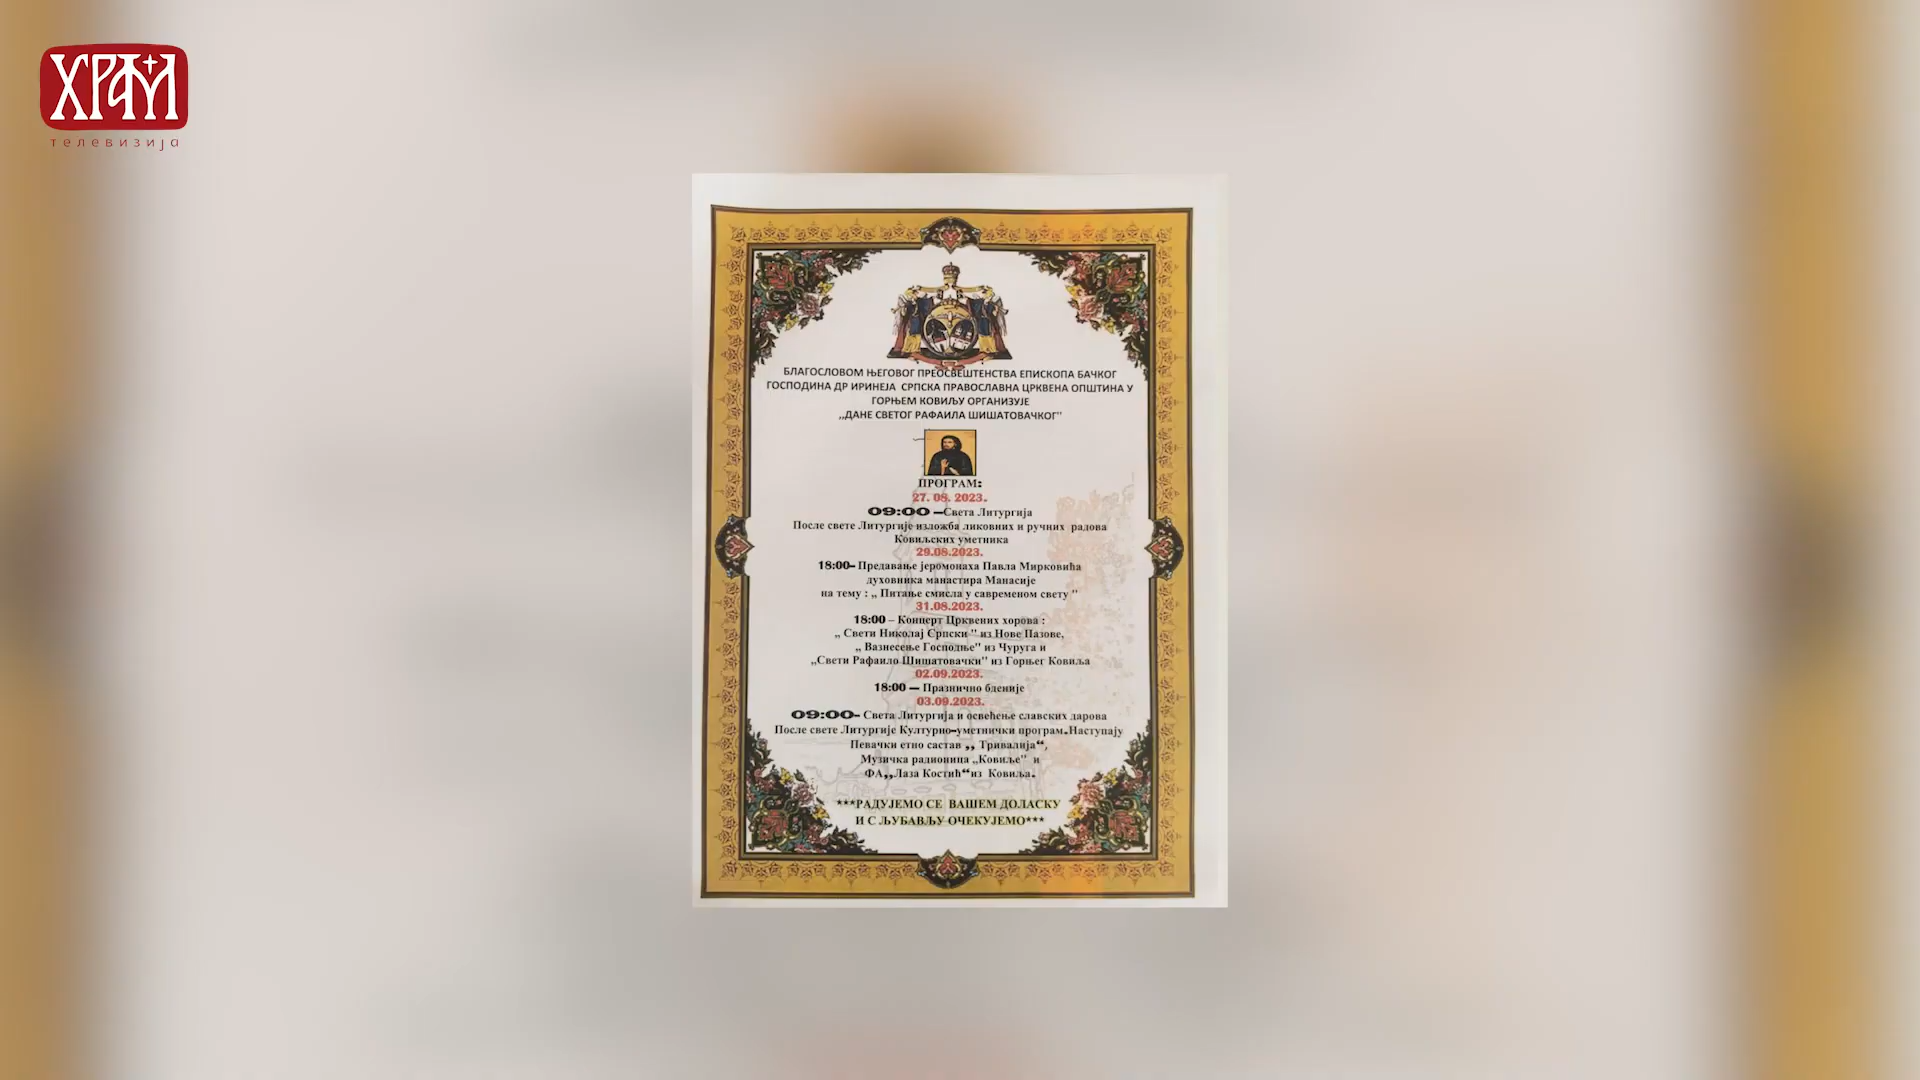 ХРАМ
телевизија
БЛАГОСЛОВОМ ЊЕГОВОГ ПРЕОСВЕШТЕНСТВА ЕПИСКОПА БАЧКОГ
ГОСПОДИНА ДР ИРИНЕЈА СРПСКА ПРАВОСЛАВНА ЦРКВЕНА ОПШТИНА У
ГОРЊЕМ КОВИЉУ ОРГАНИЗУЈЕ
,,ДАНЕ СВЕТОГ РАФАИЛА ШИШАТОВАЧКОГ"
ПРОГРАМ:
27. 08. 2023.
09:00 –Света Литургија
После свете Литургије изложба ликовних и ручних радова
Ковиљских уметника
29.08.2023.
18:00– Предавање јеромонаха Павла Мирковића
духовника манастира Манасије
на тему : „ Питање смисла у савременом свету "
31.08.2023.
18:00 – Концерт Црквених хорова :
„ Свети Николај Српски " из Нове Пазове,
„ Вазнесење Господње" из Чуруга и
„Свети Рафаило Шишатовачки" из Горњег Ковиља
02.09.2023.
18:00 — Празнично бденије
03.09.2023.
09:00- Света Литургија и освећење славских дарова
После свете Литургије Културно-уметнички програм.Наступају
Певачки етно састав ,, Тривалија“,
Музичка радионица „Ковиље" и
ФА,,Лаза Костић“из Ковиља.
***РАДУЈЕМО СЕ ВАШЕМ ДОЛАСКУ
И С ЉУБАВЉУ ОЧЕКУЈЕМО***